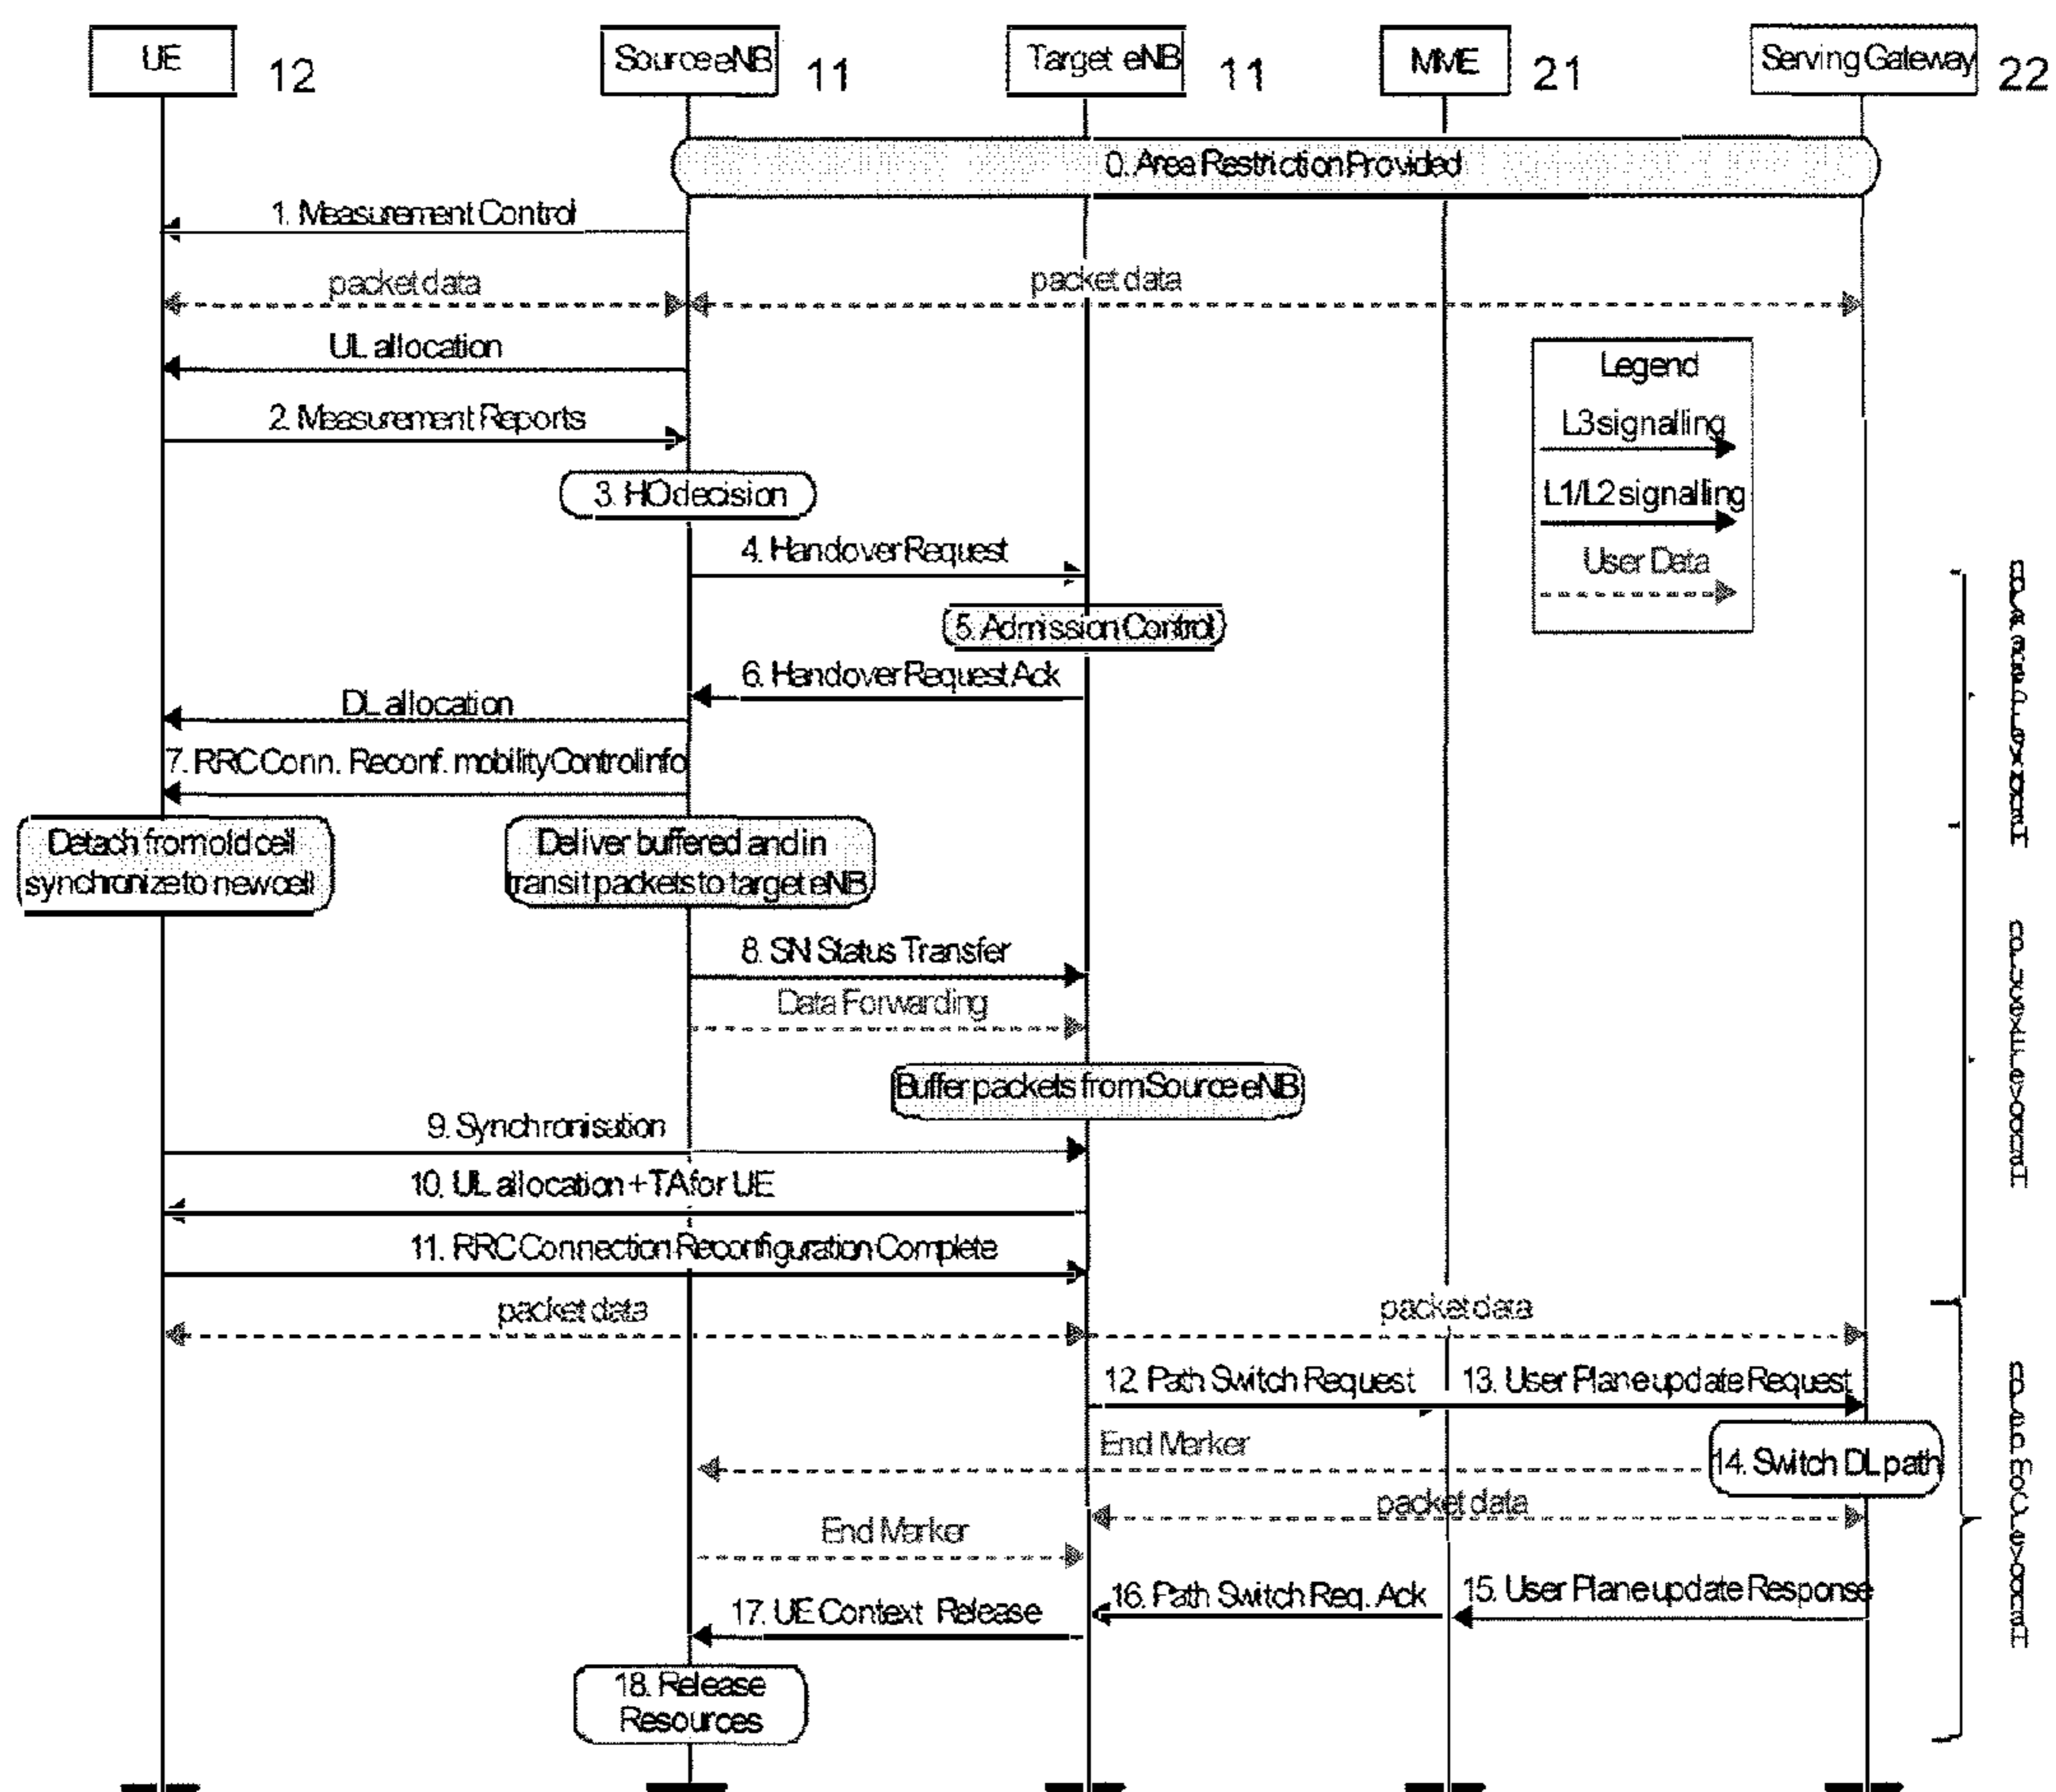 UE
12
Source eNB
11
Target eNB
11
MME
21
Serving Gateway
22
0. Area Restriction Provided
1. Measurement Control
packet data
packet data
UL allocation
Legend
L3 signalling
L1/L2 signalling
User Data
2. Measurement Reports
3. HO decision
4. Handover Request
5. Admission Control
6. Handover Request Ack
DL allocation
7. RRC Conn. Reconf. mobilityControlinfo
Detach from old cell
synchronize to new cell
Deliver buffered and in
transit packets to target eNB
8. SN Status Transfer
Data Forwarding
Buffer packets from Source eNB
9. Synchronisation
10. UL allocation + TA for UE
11. RRC Connection Reconfiguration Complete
packet data
packet data
12. Path Switch Request
13. User Plane update Request
End Marker
14. Switch DL path
packet data
End Marker
15. User Plane update Response
16. Path Switch Req. Ack
17. UE Context Release
18. Release
Resources